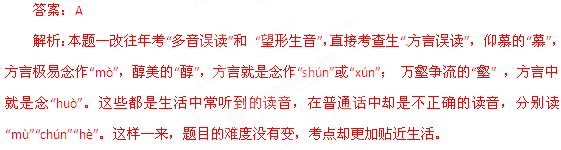 答案：A
解析：本题一改往年考“多音误读”和 “望形生音”，直接考查生“方言误读”，仰慕的“慕”，
方言极易念作“mò”，醇美的“醇”，方言就是念作“shún”或“xún”； 万壑争流的“壑” ，方言中
就是念“huò”。这些都是生活中常听到的读音，在普通话中却是不正确的读音，分别读
“mù”“chún”“hè”。这样一来，题目的难度没有变，考点却更加贴近生活。